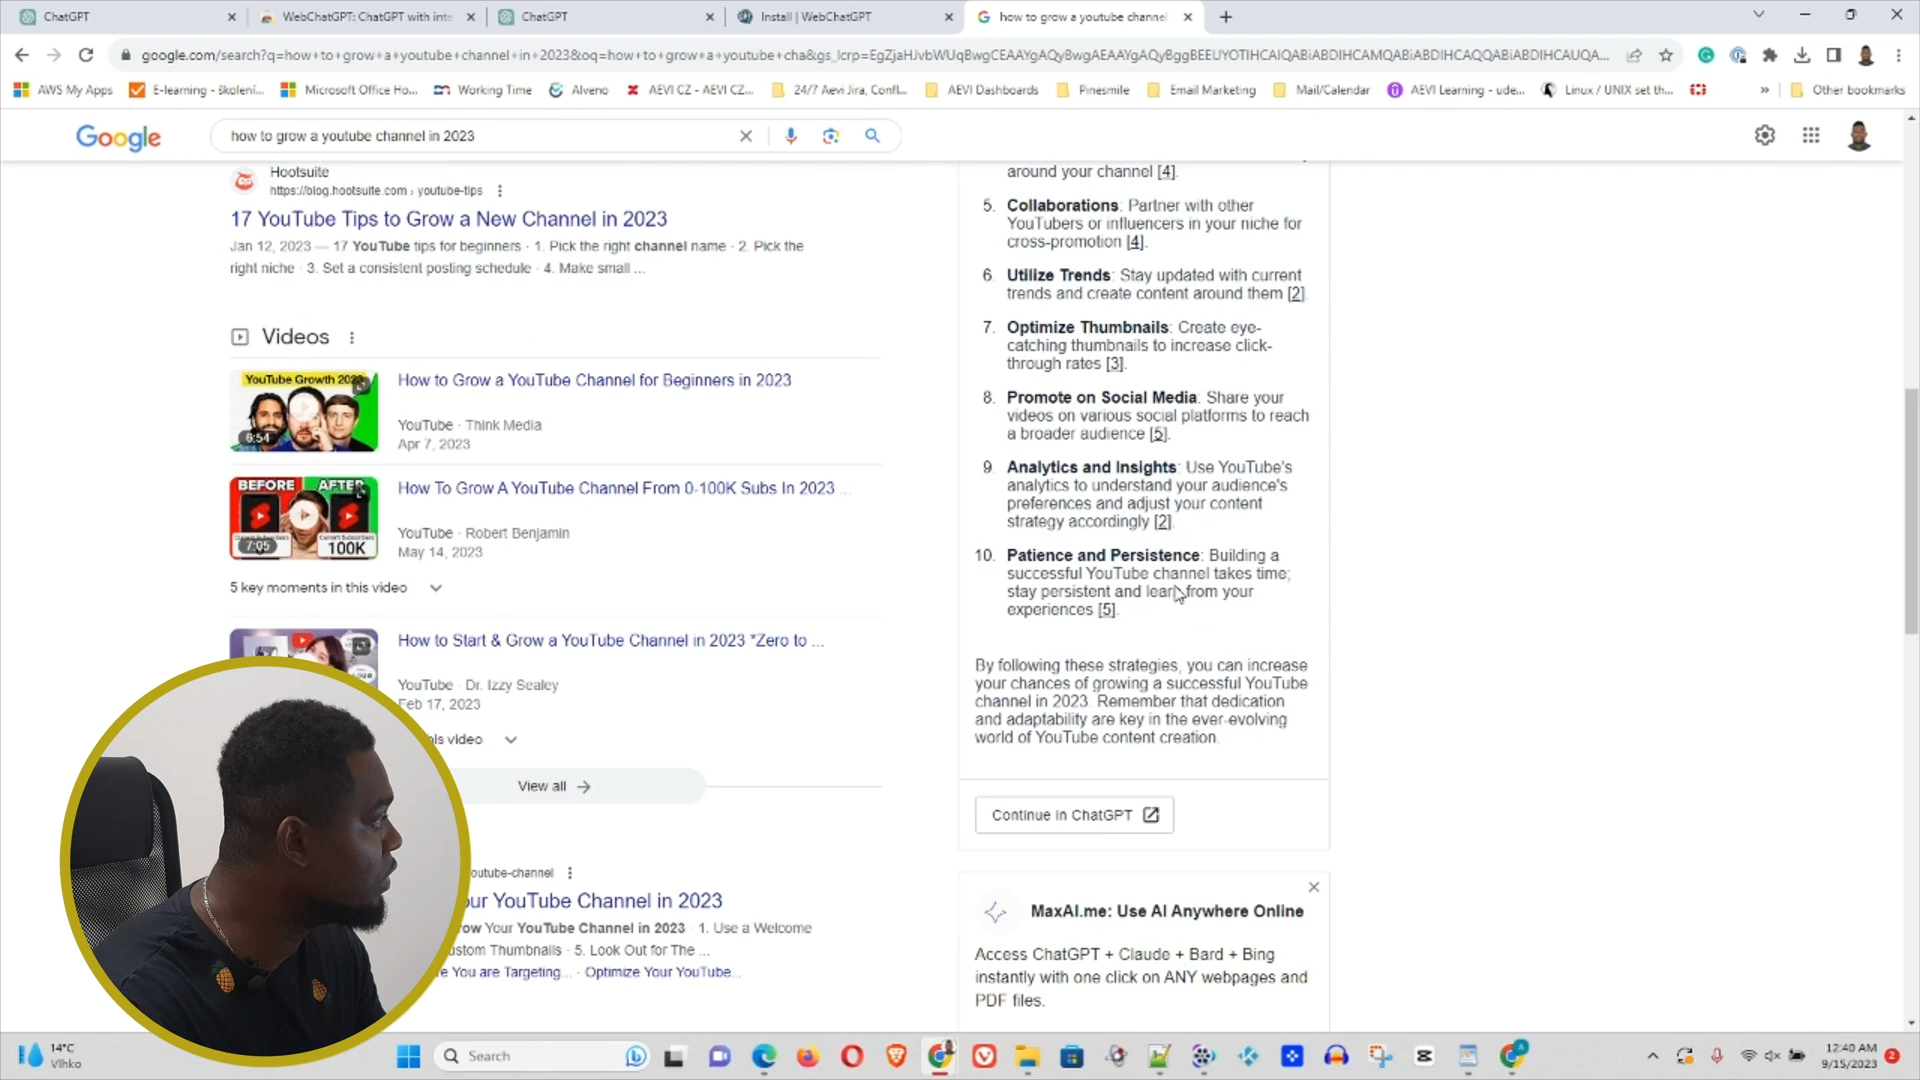 ChatGPT
WebChatGPT: ChatGPT with inte
ChatGPT
Install | WebChatGPT
how to grow a youtube channel
google.com/search?q=how+to+grow+a+youtube+channel+in+2023&oq=how+to+grow+a+youtube+cha&gs_lcrp=EgZjaHJvbWUqBwgCEAAYgAQyBwgAEAAYgAQyBggBEEUYOTIHCAIQABiABDIHCAMQABiABDIHCAQQABiABDIHCAUQA...
AWS My Apps
E-learning - školení...
Microsoft Office Ho...
Working Time
Alveno
AEVI CZ - AEVI CZ...
24/7 Aevi Jira, Confl...
AEVI Dashboards
Pinesmile
Email Marketing
Mail/Calendar
AEVI Learning - ude...
Linux / UNIX set th...
»
Other bookmarks
Google
how to grow a youtube channel in 2023
Hootsuite
https://blog.hootsuite.com › youtube-tips
17 YouTube Tips to Grow a New Channel in 2023
Jan 12, 2023 — 17 YouTube tips for beginners · 1. Pick the right channel name · 2. Pick the
right niche · 3. Set a consistent posting schedule · 4. Make small ...
Videos
YouTube Growth 2023
6:54
How to Grow a YouTube Channel for Beginners in 2023
YouTube · Think Media
Apr 7, 2023
BEFORE AFTER
7:05
100K
How To Grow A YouTube Channel From 0-100K Subs In 2023 ...
YouTube · Robert Benjamin
May 14, 2023
5 key moments in this video
How to Start & Grow a YouTube Channel in 2023 *Zero to ...
YouTube · Dr. Izzy Sealey
Feb 17, 2023
his video
View all
outube-channel
our YouTube Channel in 2023
ow Your YouTube Channel in 2023 · 1. Use a Welcome
ustom Thumbnails · 5. Look Out for The ...
e You are Targeting... · Optimize Your YouTube...
around your channel [4].
5. Collaborations: Partner with other
YouTubers or influencers in your niche for
cross-promotion [4].
6. Utilize Trends: Stay updated with current
trends and create content around them [2].
7. Optimize Thumbnails: Create eye-
catching thumbnails to increase click-
through rates [3].
8. Promote on Social Media: Share your
videos on various social platforms to reach
a broader audience [5].
9. Analytics and Insights: Use YouTube's
analytics to understand your audience's
preferences and adjust your content
strategy accordingly [2].
10. Patience and Persistence: Building a
successful YouTube channel takes time;
stay persistent and learn from your
experiences [5].
By following these strategies, you can increase
your chances of growing a successful YouTube
channel in 2023. Remember that dedication
and adaptability are key in the ever-evolving
world of YouTube content creation.
Continue in ChatGPT
MaxAI.me: Use AI Anywhere Online
Access ChatGPT + Claude + Bard + Bing
instantly with one click on ANY webpages and
PDF files.
14°C
Vlhko
Search
12:40 AM
9/15/2023
2